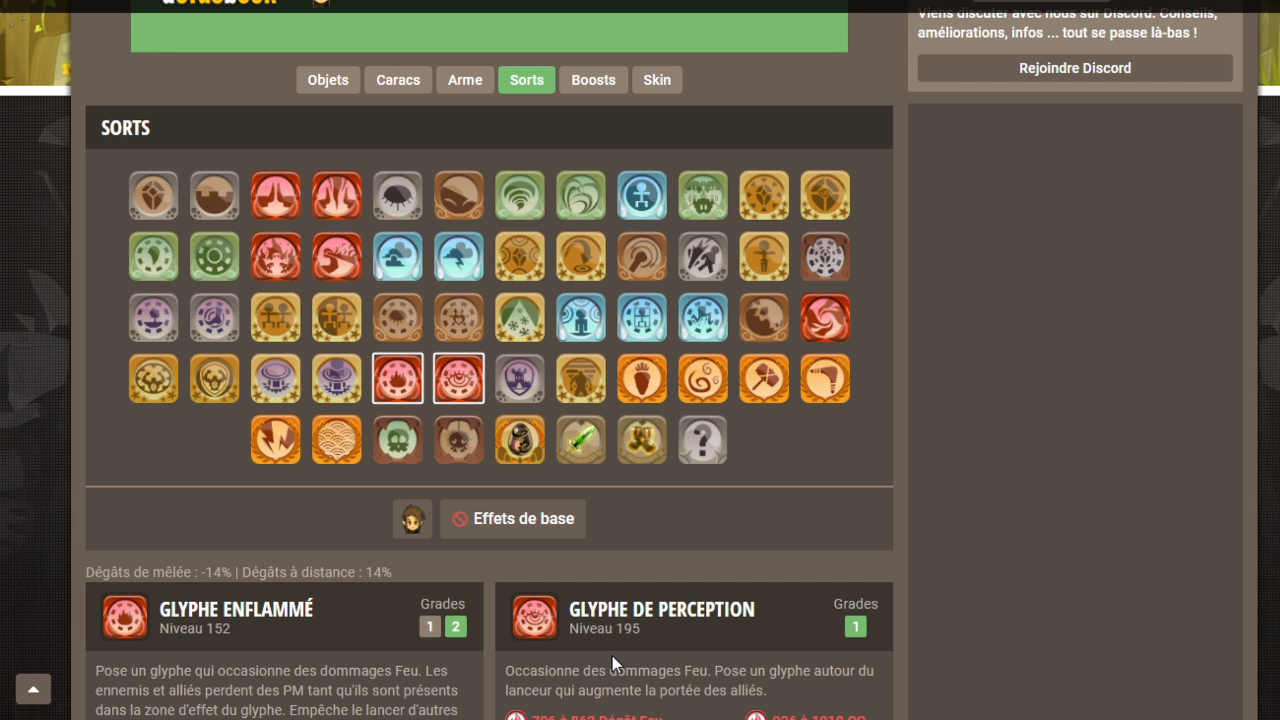 Viens discuter avec nous sur Discord. Conseils,
améliorations, infos ... tout se passe là-bas !
Rejoindre Discord
Objets Caracs Arme Sorts Boosts Skin
SORTS
Effets de base
Dégâts de mêlée : -14% | Dégâts à distance : 14%
GLYPHE ENFLAMMÉ
Niveau 152
Grades
1 2
Pose un glyphe qui occasionne des dommages Feu. Les
ennemis et alliés perdent des PM tant qu'ils sont présents
dans la zone d'effet du glyphe. Empêche le lancer d'autres
GLYPHE DE PERCEPTION
Niveau 195
Grades
1
Occasionne des dommages Feu. Pose un glyphe autour du
lanceur qui augmente la portée des alliés.